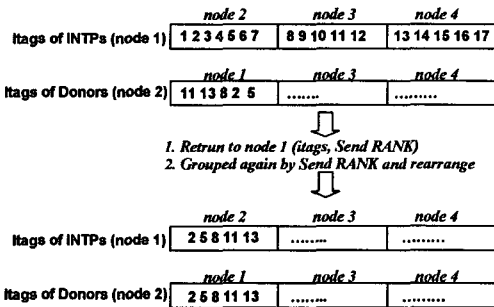 node 2 node 3 node 4
Itags of INTPs (node 1) 1 2 3 4 5 6 7 8 9 10 11 12 13 14 15 16 17
node 1 node 3 node 4
Itags of Donors (node 2) 11 13 8 2 5 ....... .........
1. Retrun to node 1 (itags, Send RANK)
2. Grouped again by Send RANK and rearrange
node 2 node 3 node 4
Itags of INTPs (node 1) 2 5 8 11 13 ........ .........
node 1 node 3 node 4
Itags of Donors (node 2) 2 5 8 11 13 ....... .........